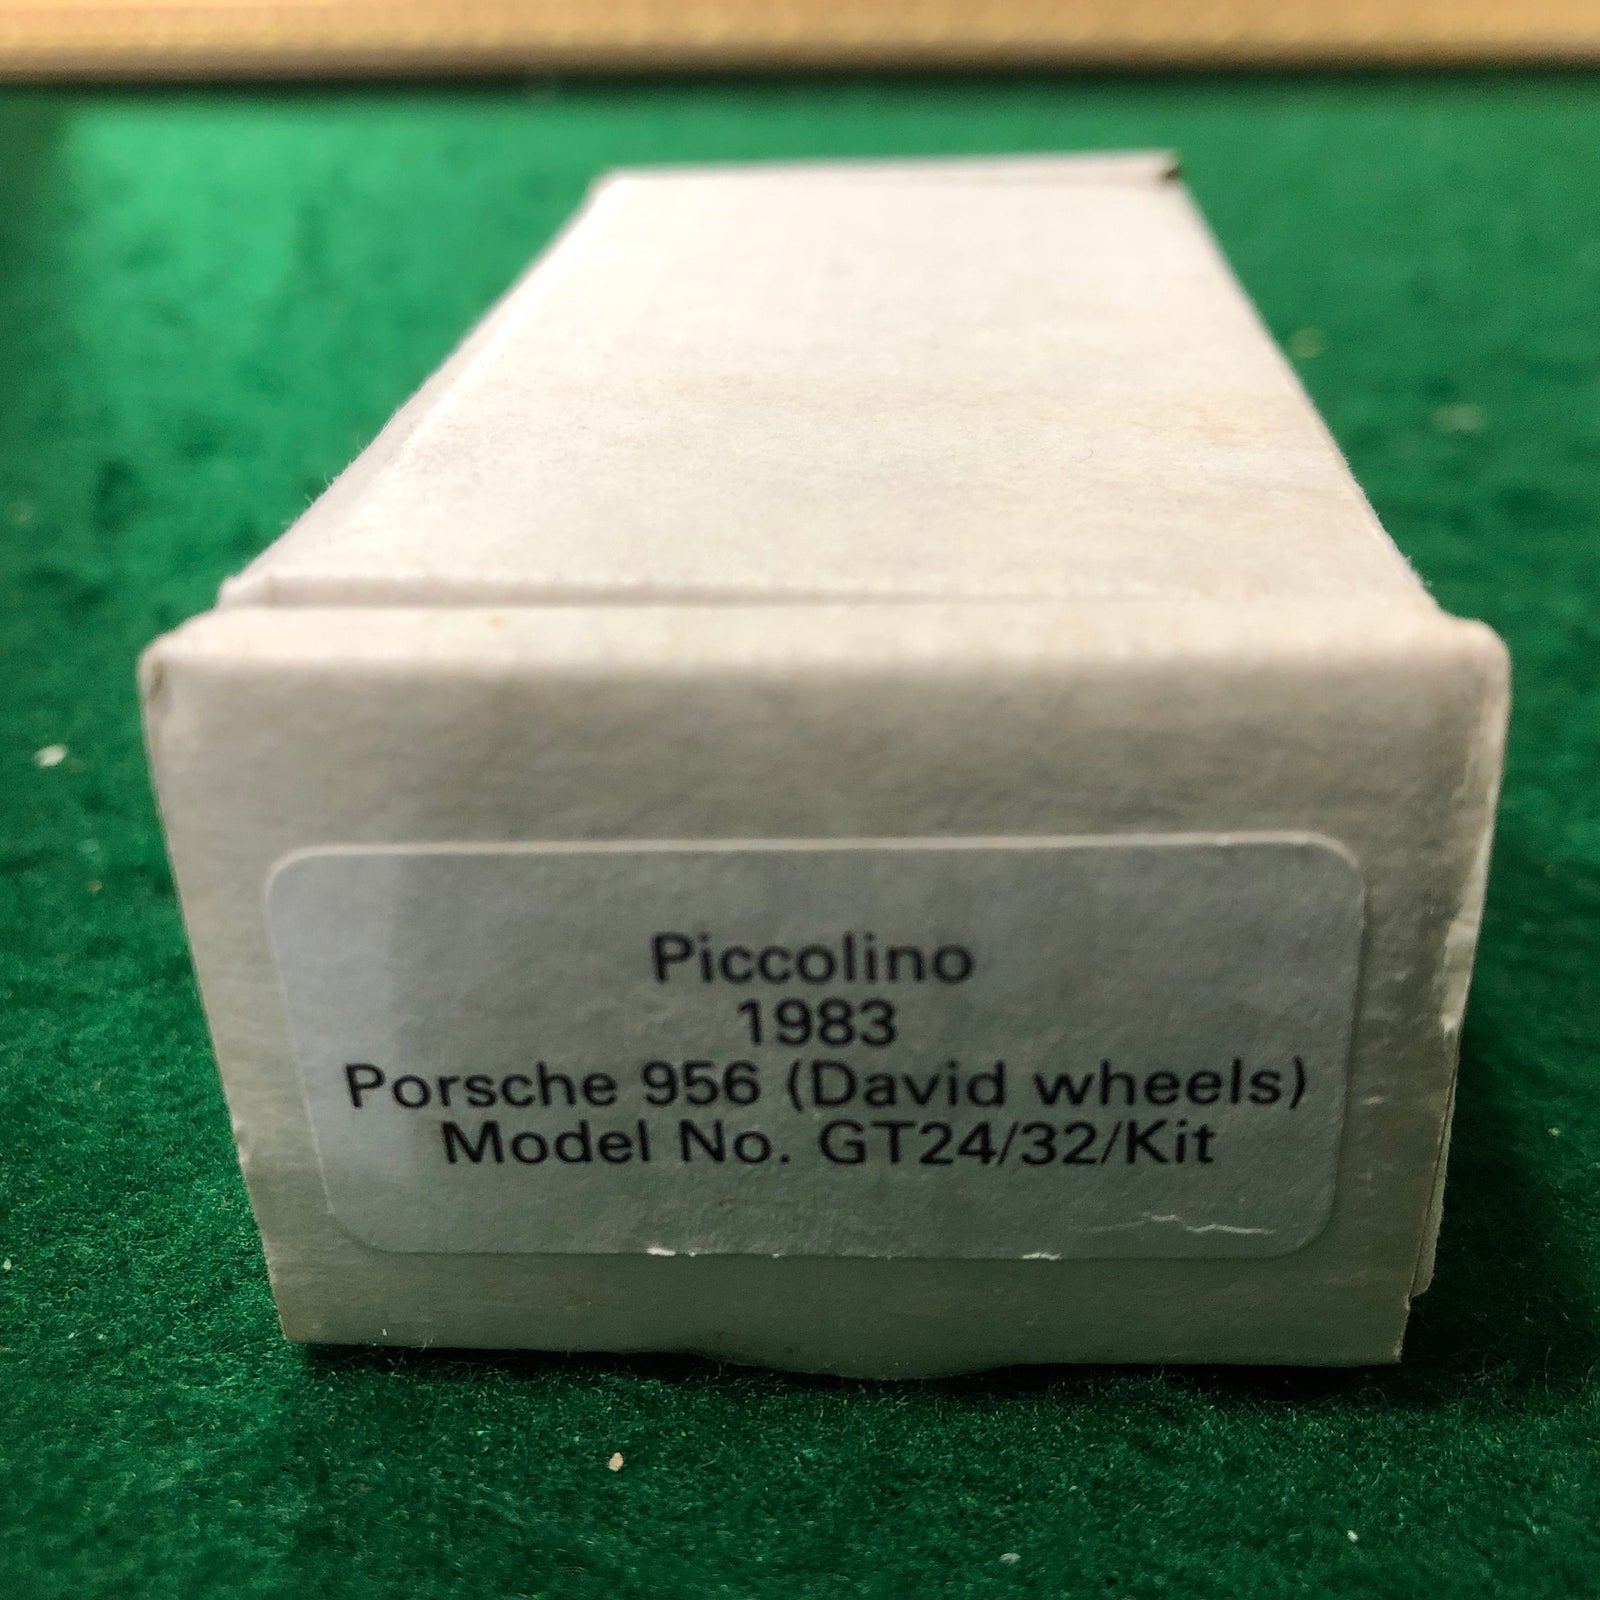 Piccolino
1983
Porsche 956 (David wheels)
Model No. GT24/32/Kit